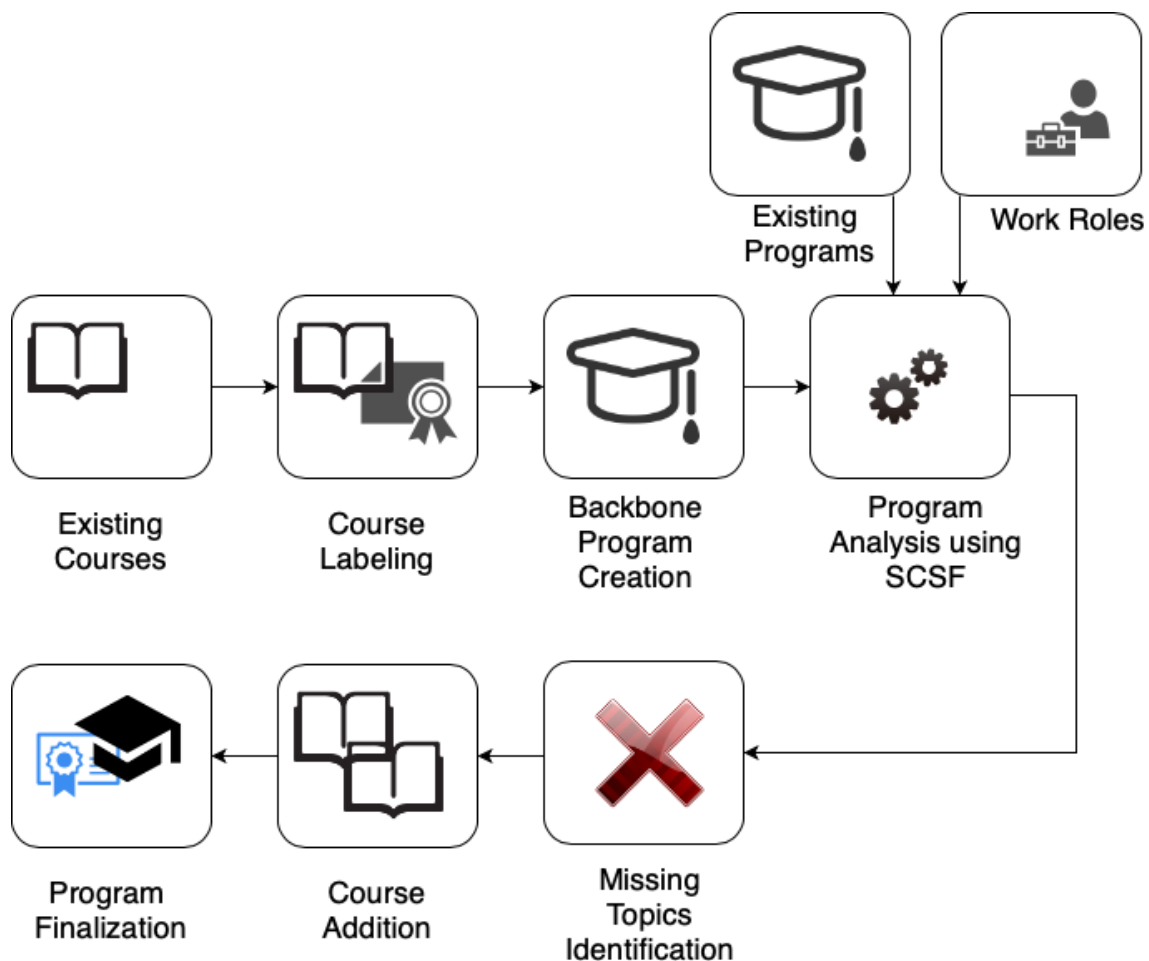 Existing
Programs
Work Roles
Existing
Courses
Course
Labeling
Backbone
Program
Creation
Program
Analysis using
SCSF
Program
Finalization
Course
Addition
Missing
Topics
Identification